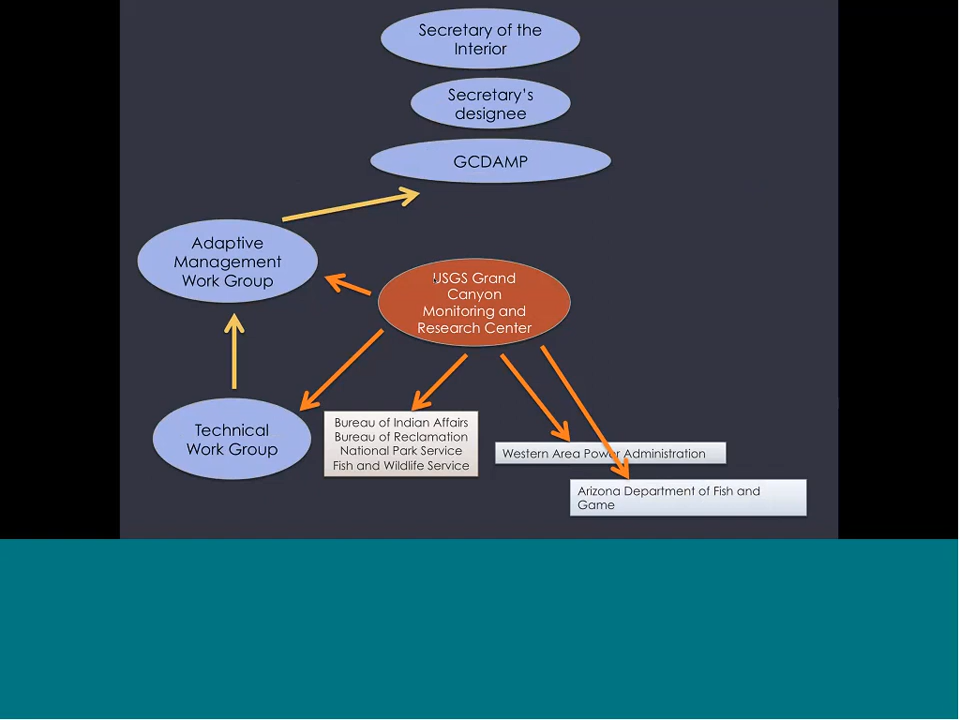 Secretary of the
Interior
Secretary's
designee
GCDAMP
Adaptive
Management
Work Group
USGS Grand
Canyon
Monitoring and
Research Center
Technical
Work Group
Bureau of Indian Affairs
Bureau of Reclamation
National Park Service
Fish and Wildlife Service
Western Area Power Administration
Arizona Department of Fish and
Game